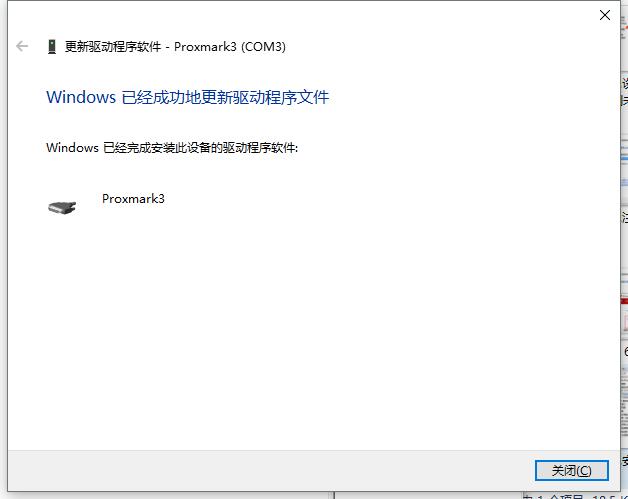 更新驱动程序软件 - Proxmark3 (COM3)
Windows 已经成功地更新驱动程序文件
Windows 已经完成安装此设备的驱动程序软件:
Proxmark3
关闭(C)